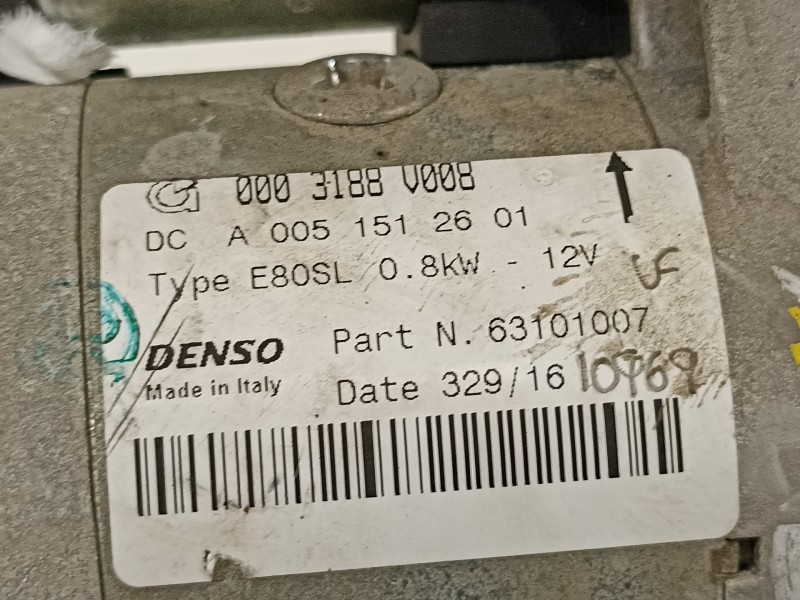 000 3188 V008
DC A 005 151 26 01
Type E80SL 0.8kW - 12V
VF
DENSO
Made in Italy
Part N. 63101007
Date 329/16
10969